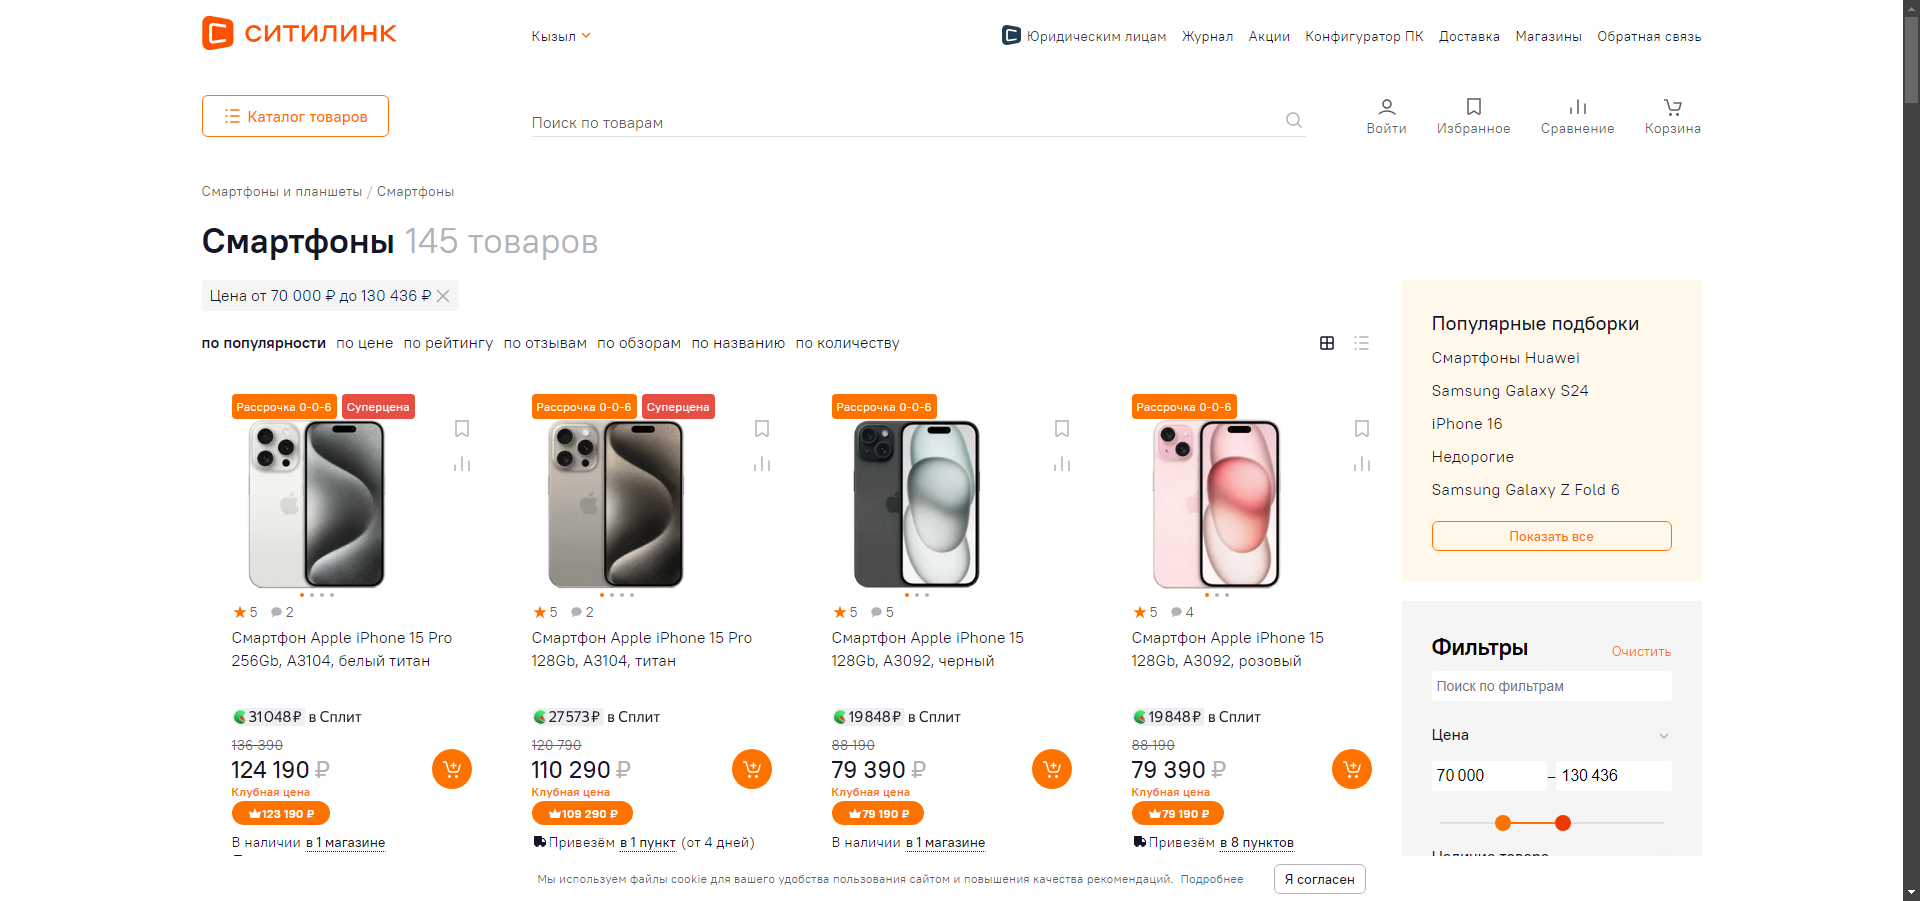 СИТИЛИНК
Кызыл
Юридическим лицам Журнал Акции Конфигуратор ПК Доставка Магазины Обратная связь
Каталог товаров
Поиск по товарам
Войти Избранное Сравнение Корзина
Смартфоны и планшеты / Смартфоны
Смартфоны 145 товаров
Цена от 70 000 ₽ до 130 436 ₽
по популярности по цене по рейтингу по отзывам по обзорам по названию по количеству
Рассрочка 0-0-6 Суперцена
5 2
Смартфон Apple iPhone 15 Pro
256Gb, A3104, белый титан
31 048 ₽ в Сплит
136 390
124 190 ₽
Клубная цена
123 190 ₽
В наличии в 1 магазине
Рассрочка 0-0-6 Суперцена
5 2
Смартфон Apple iPhone 15 Pro
128Gb, A3104, титан
27 573 ₽ в Сплит
120 790
110 290 ₽
Клубная цена
109 290 ₽
Привезём в 1 пункт (от 4 дней)
Рассрочка 0-0-6
5 5
Смартфон Apple iPhone 15
128Gb, A3092, черный
19 848 ₽ в Сплит
88 190
79 390 ₽
Клубная цена
79 190 ₽
В наличии в 1 магазине
Рассрочка 0-0-6
5 4
Смартфон Apple iPhone 15
128Gb, A3092, розовый
19 848 ₽ в Сплит
88 190
79 390 ₽
Клубная цена
79 190 ₽
Привезём в 8 пунктов
Популярные подборки
Смартфоны Huawei
Samsung Galaxy S24
iPhone 16
Недорогие
Samsung Galaxy Z Fold 6
Показать все
Фильтры Очистить
Поиск по фильтрам
Цена
70 000 – 130 436
Наличие товара
Мы используем файлы cookie для вашего удобства пользования сайтом и повышения качества рекомендаций. Подробнее
Я согласен